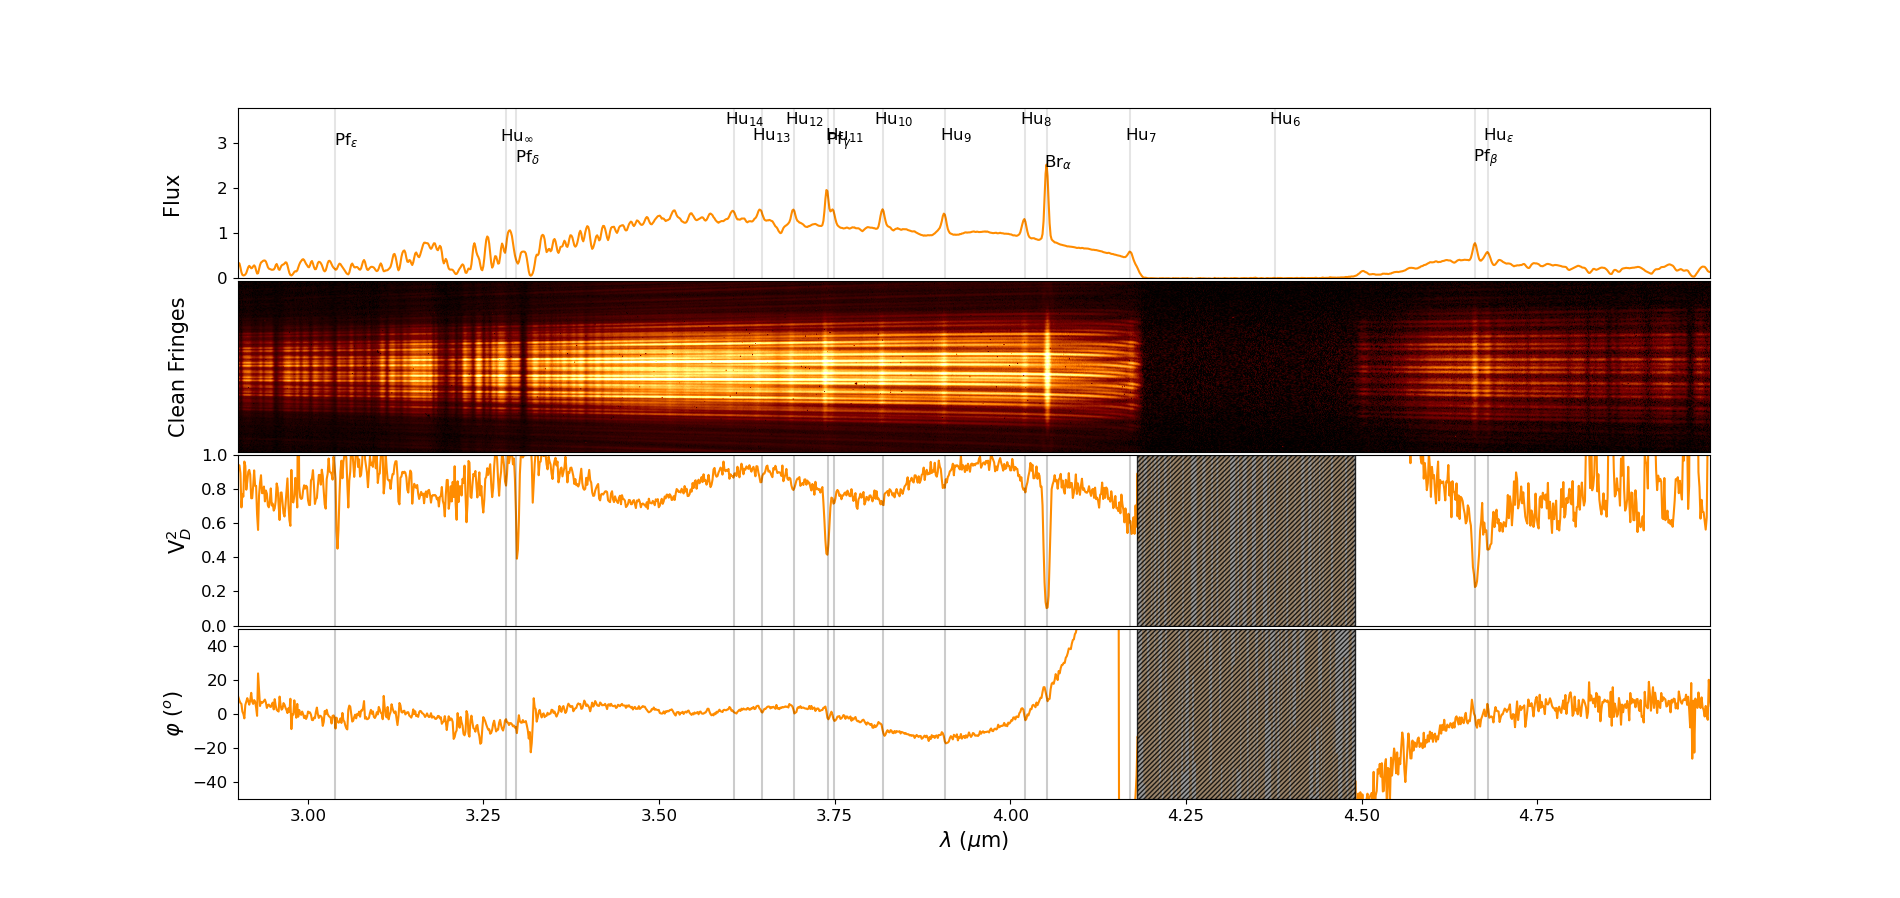 Hu₁₄ Hu₁₂ Hu₁₀ Hu₈ Hu₆
Pfε Hu∞ Hu₁₃ Hu₁₁ Pfγ Hu₉ Hu₇ Huε
Pfδ Brα Pfβ
Flux
3
2
1
0
Clean Fringes
V²_D
1.0
0.8
0.6
0.4
0.2
0.0
φ (°)
40
20
0
−20
−40
3.00 3.25 3.50 3.75 4.00 4.25 4.50 4.75
λ (μm)